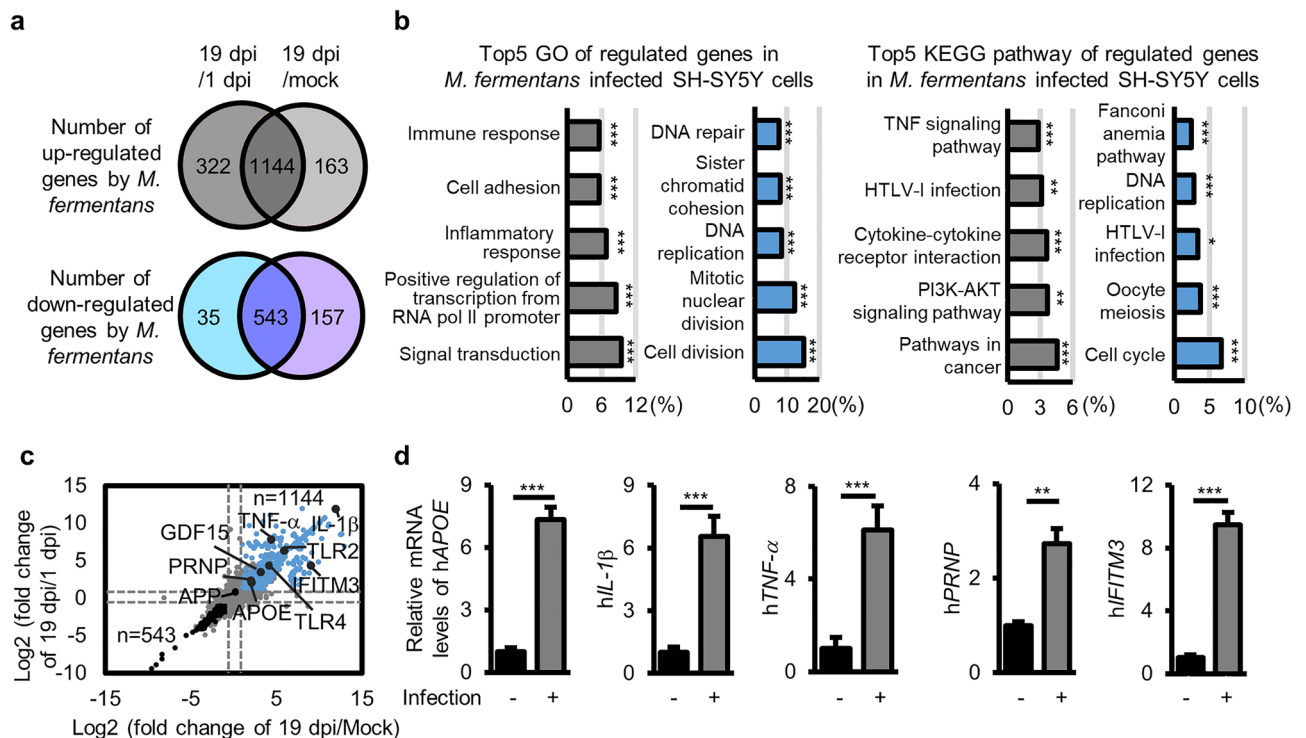 a
19 dpi
/1 dpi
19 dpi
/mock
Number of
up-regulated
genes by M.
fermentans
322
1144
163
Number of
down-regulated
genes by M.
fermentans
35
543
157
b
Top5 GO of regulated genes in
M. fermentans infected SH-SY5Y cells
Immune response
***
Cell adhesion
***
Inflammatory
response
***
Positive regulation of
transcription from
RNA pol II promoter
***
Signal transduction
***
0 6 12(%)
DNA repair
***
Sister
chromatid
cohesion
***
DNA
replication
***
Mitotic
nuclear
division
***
Cell division
***
0 10 20(%)
Top5 KEGG pathway of regulated genes
in M. fermentans infected SH-SY5Y cells
TNF signaling
pathway
***
HTLV-I infection
**
Cytokine-cytokine
receptor interaction
***
PI3K-AKT
signaling pathway
**
Pathways in
cancer
***
0 3 6 (%)
Fanconi
anemia
pathway
***
DNA
replication
***
HTLV-I
infection
*
Oocyte
meiosis
***
Cell cycle
***
0 5 10 (%)
c
Log2 (fold change
of 19 dpi/1 dpi)
15
10
5
0
-5
-10
n=1144
TNF-α
IL-1β
GDF15
TLR2
PRNP
IFITM3
APP
APOE
TLR4
n=543
-15 -5 5 15
Log2 (fold change of 19 dpi/Mock)
d
Relative mRNA
levels of hAPOE
9
6
3
0
***
Infection - +
hIL-1β
9
6
3
0
***
- +
hTNF-α
8
4
0
***
- +
hPRNP
4
2
0
**
- +
hIFITM3
12
8
4
0
***
- +